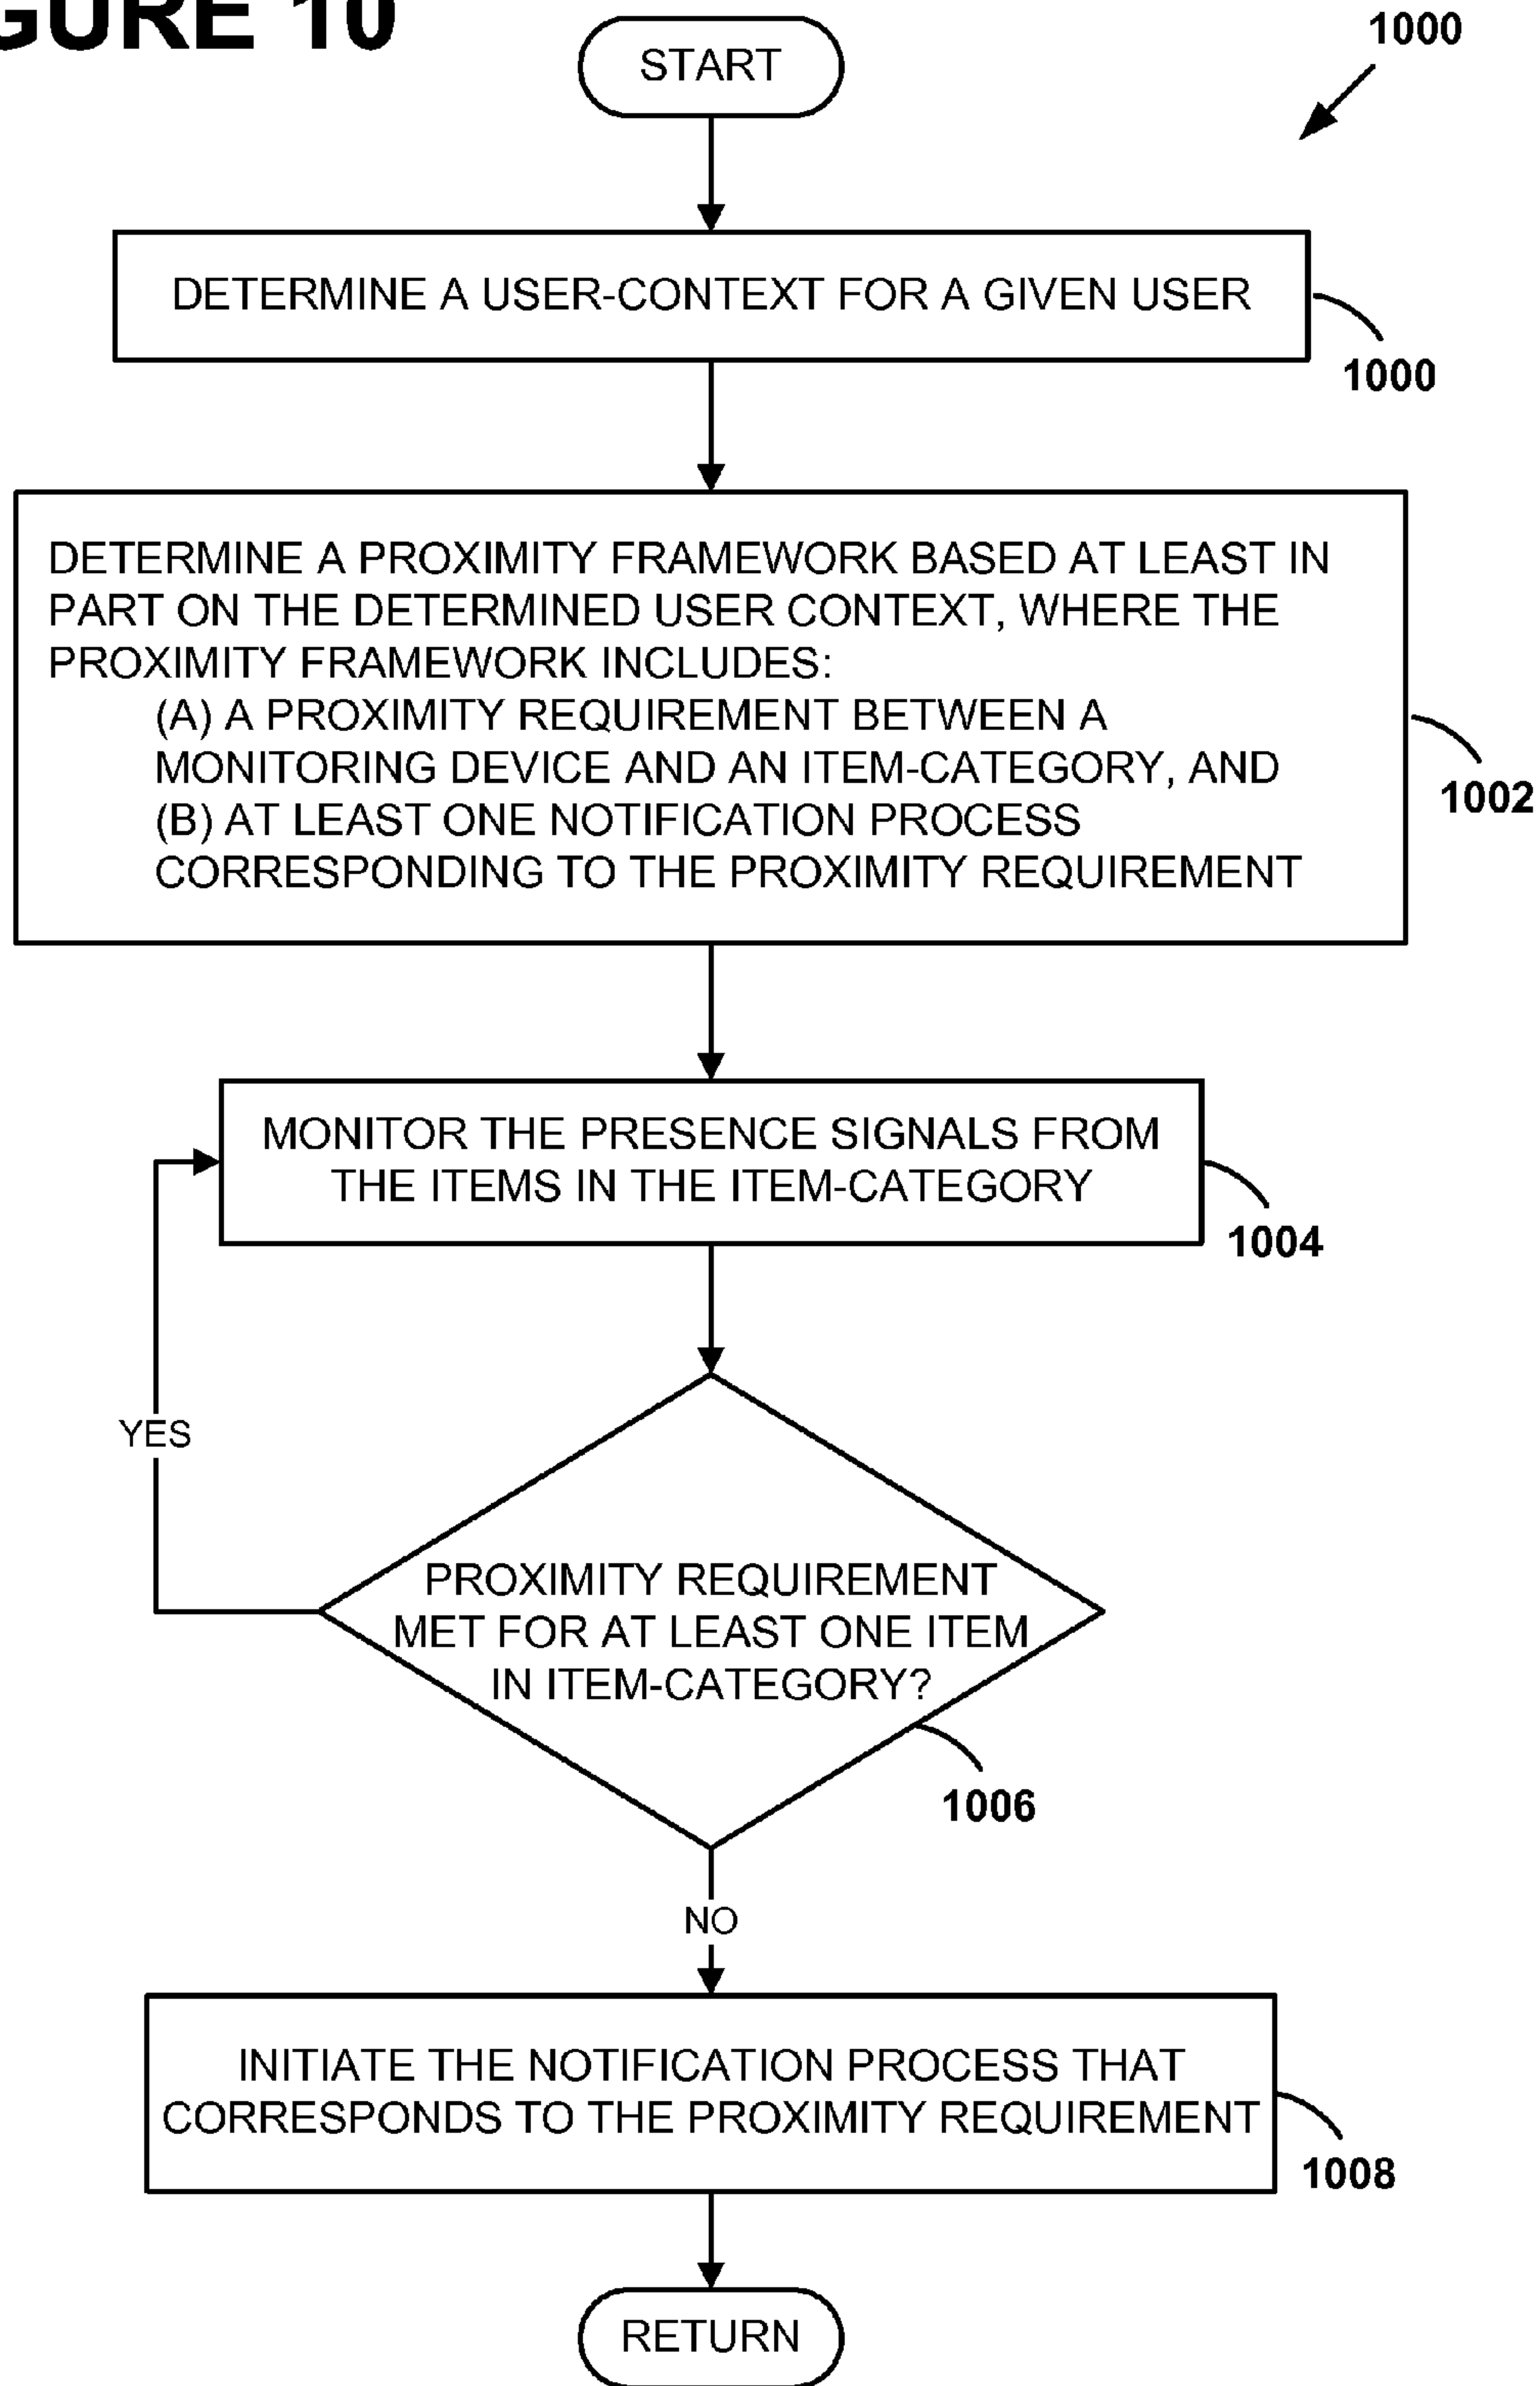 GURE 10
START
1000
DETERMINE A USER-CONTEXT FOR A GIVEN USER
1000
DETERMINE A PROXIMITY FRAMEWORK BASED AT LEAST IN
PART ON THE DETERMINED USER CONTEXT, WHERE THE
PROXIMITY FRAMEWORK INCLUDES:
(A) A PROXIMITY REQUIREMENT BETWEEN A
MONITORING DEVICE AND AN ITEM-CATEGORY, AND
(B) AT LEAST ONE NOTIFICATION PROCESS
CORRESPONDING TO THE PROXIMITY REQUIREMENT
1002
MONITOR THE PRESENCE SIGNALS FROM
THE ITEMS IN THE ITEM-CATEGORY
1004
YES
PROXIMITY REQUIREMENT
MET FOR AT LEAST ONE ITEM
IN ITEM-CATEGORY?
1006
NO
INITIATE THE NOTIFICATION PROCESS THAT
CORRESPONDS TO THE PROXIMITY REQUIREMENT
1008
RETURN